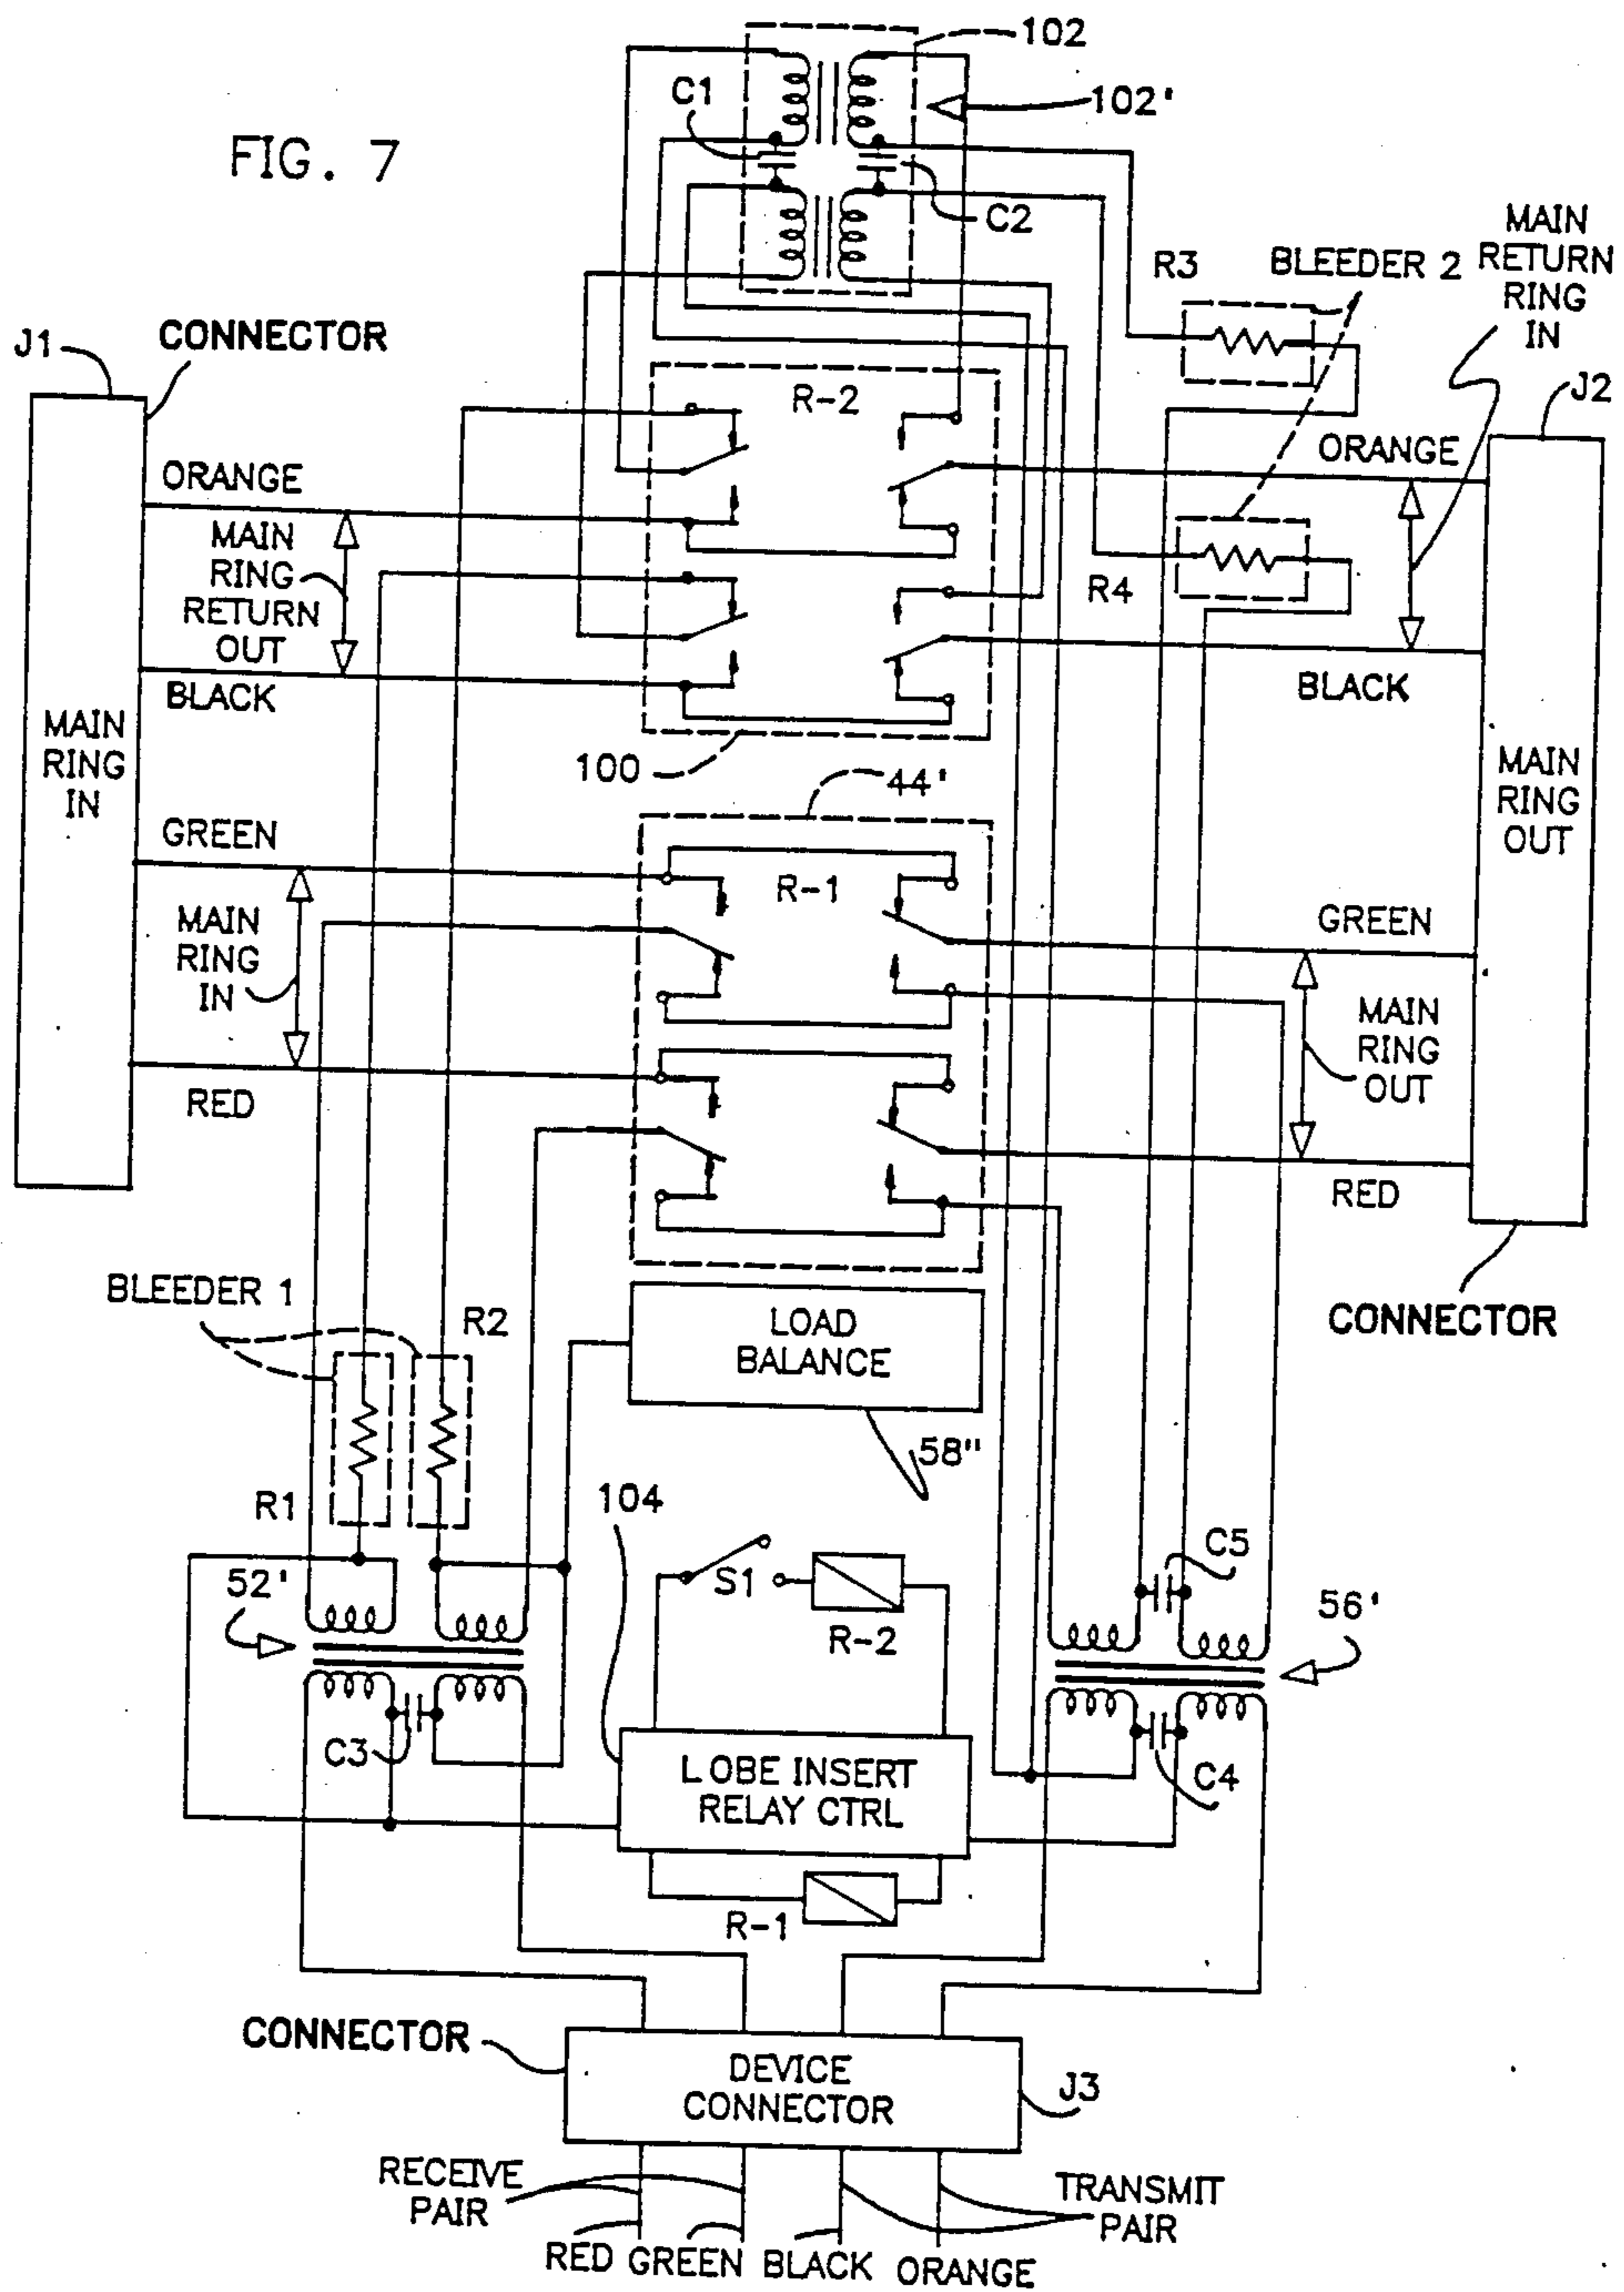 FIG. 7
102
102'
C1
C2
R3
BLEEDER 2
MAIN
RETURN
RING
IN
J1
CONNECTOR
R-2
J2
ORANGE
ORANGE
MAIN
RING
RETURN
OUT
R4
BLACK
BLACK
MAIN
RING
IN
100
44'
MAIN
RING
OUT
GREEN
R-1
GREEN
MAIN
RING
IN
MAIN
RING
OUT
RED
RED
BLEEDER 1
R2
LOAD
BALANCE
CONNECTOR
58"
R1
104
52'
S1
R-2
C5
56'
C3
LOBE INSERT
RELAY CTRL
C4
R-1
CONNECTOR
DEVICE
CONNECTOR
J3
RECEIVE
PAIR
TRANSMIT
PAIR
RED GREEN BLACK ORANGE